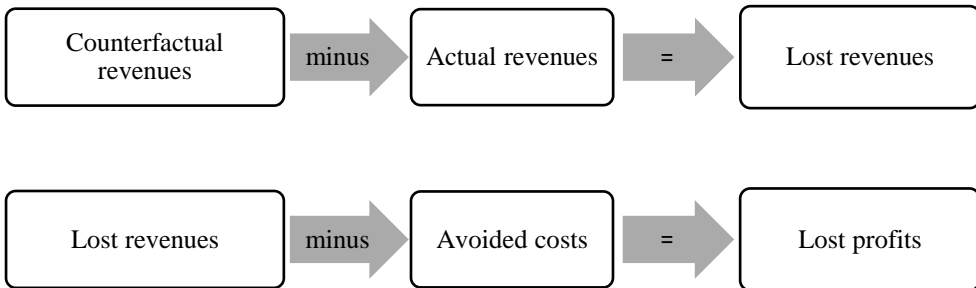 Counterfactual
revenues
minus
Actual revenues
=
Lost revenues
Lost revenues
minus
Avoided costs
=
Lost profits